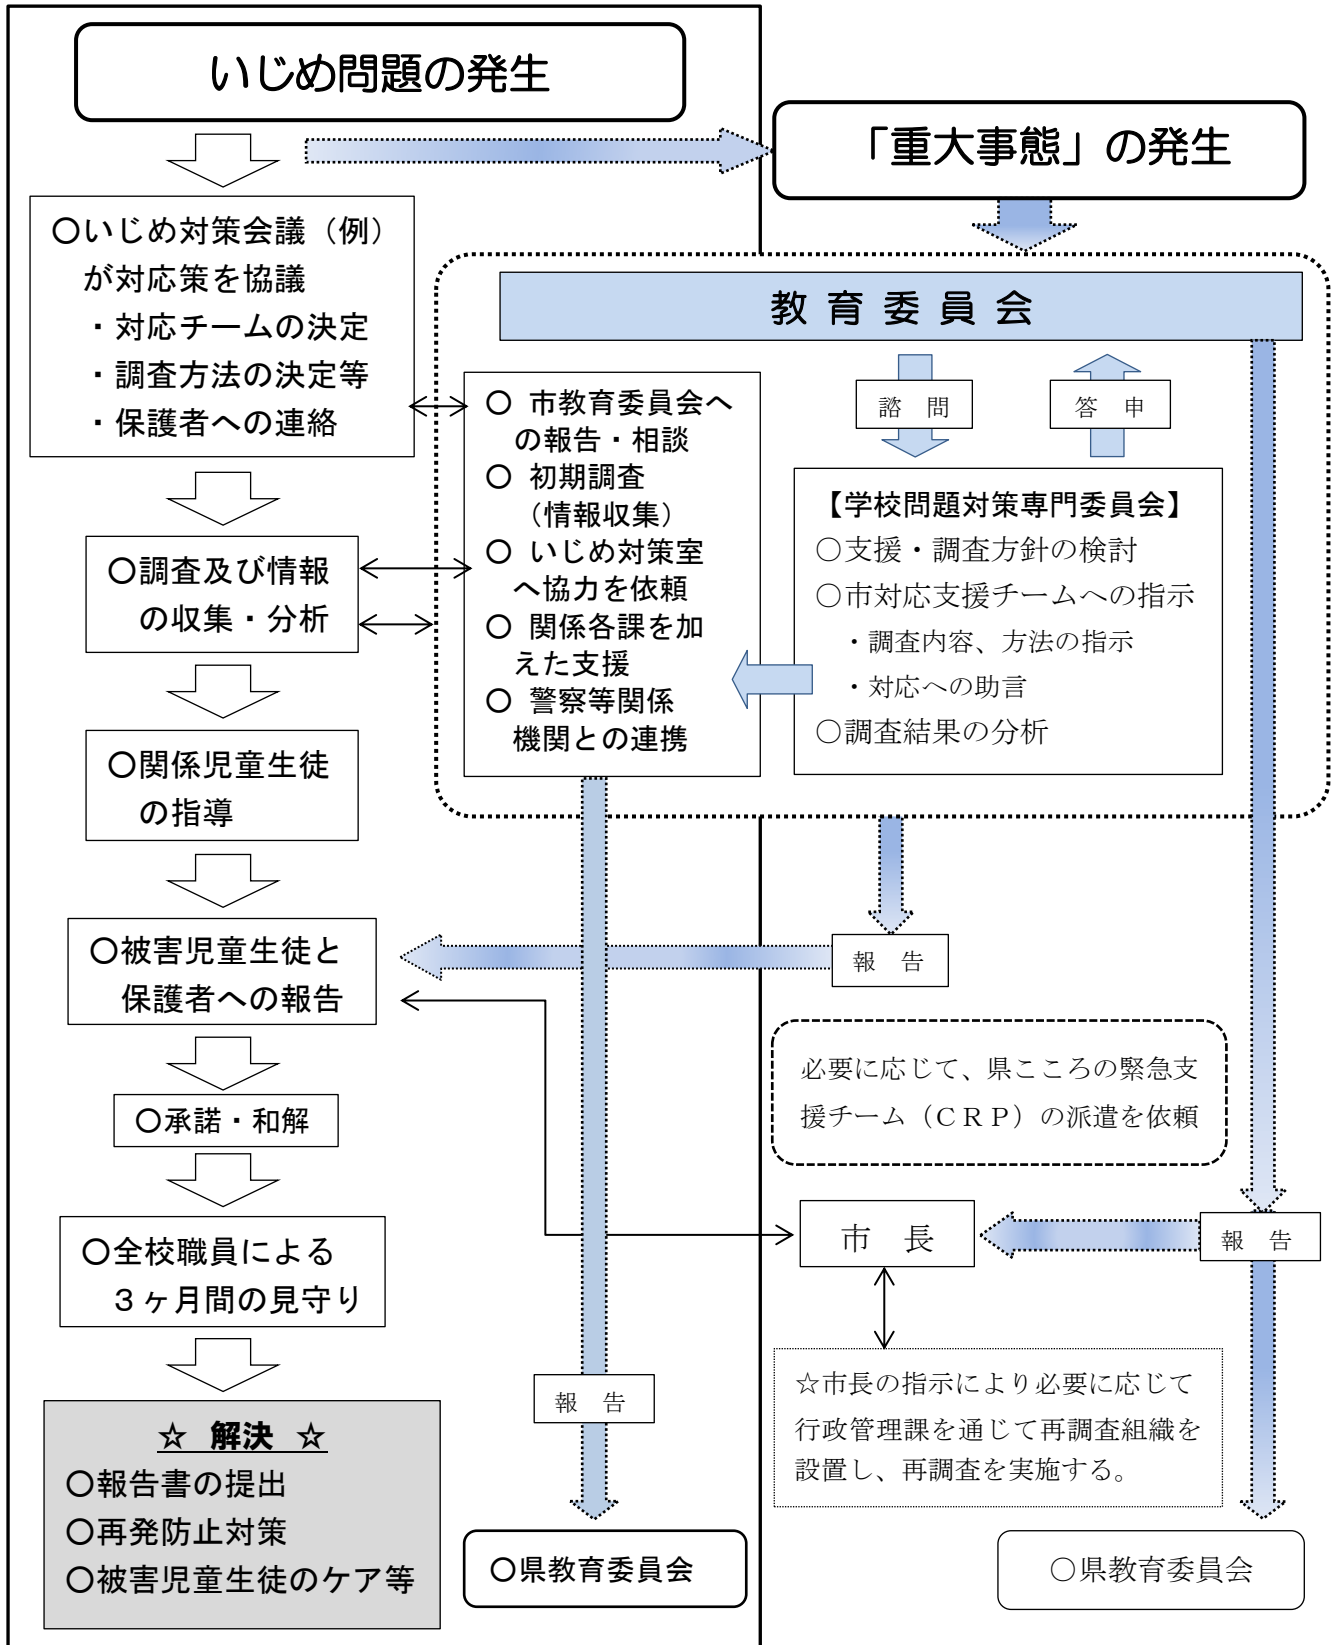 いじめ問題の発生
「重大事態」の発生
〇いじめ対策会議（例）
が対応策を協議
・対応チームの決定
・調査方法の決定等
・保護者への連絡
〇調査及び情報
の収集・分析
〇関係児童生徒
の指導
〇被害児童生徒と
保護者への報告
〇承諾・和解
〇全校職員による
３ヶ月間の見守り
☆ 解決 ☆
〇報告書の提出
〇再発防止対策
〇被害児童生徒のケア等
教育委員会
〇 市教育委員会へ
の報告・相談
〇 初期調査
（情報収集）
〇 いじめ対策室
へ協力を依頼
〇 関係各課を加
えた支援
〇 警察等関係
機関との連携
諮 問
答 申
【学校問題対策専門委員会】
〇支援・調査方針の検討
〇市対応支援チームへの指示
・調査内容、方法の指示
・対応への助言
〇調査結果の分析
報 告
必要に応じて、県こころの緊急支
援チーム（ＣＲＰ）の派遣を依頼
市 長
報 告
☆市長の指示により必要に応じて
行政管理課を通じて再調査組織を
設置し、再調査を実施する。
報 告
〇県教育委員会
〇県教育委員会